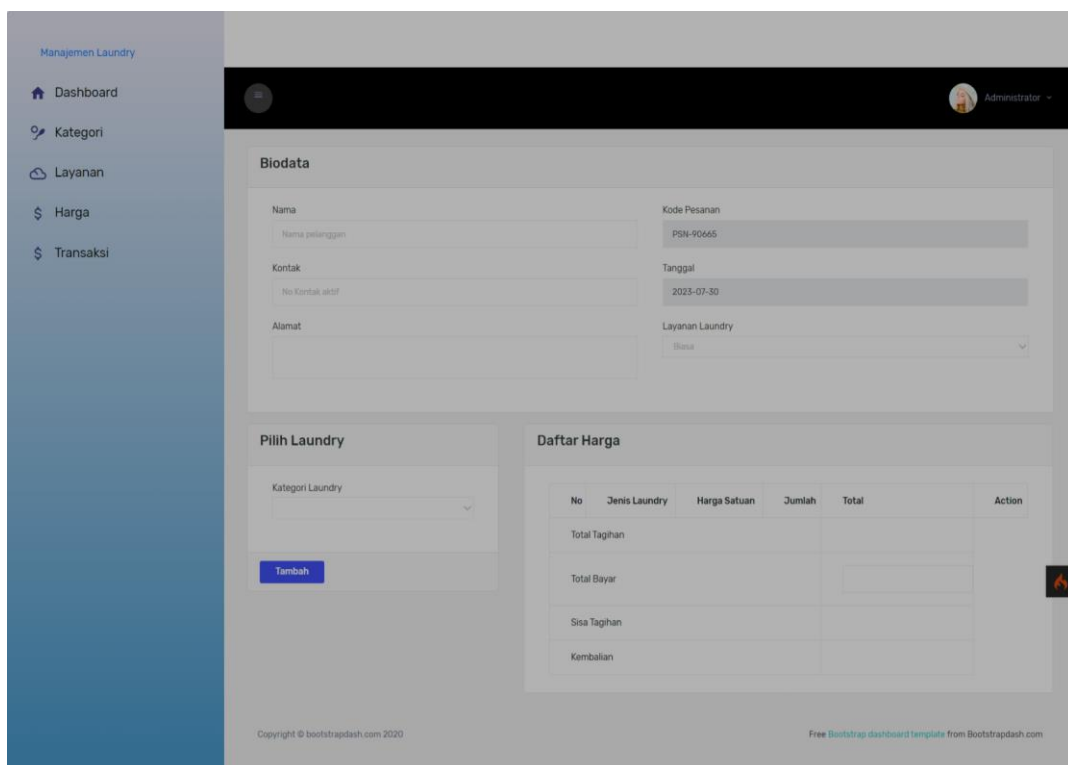 Manajemen Laundry
Dashboard
Kategori
Layanan
Harga
Transaksi
Administrator
Biodata
Nama
Nama pelanggan
Kontak
No Kontak aktif
Alamat
Kode Pesanan
PSN-90665
Tanggal
2023-07-30
Layanan Laundry
Biasa
Pilih Laundry
Kategori Laundry
Tambah
Daftar Harga
No Jenis Laundry Harga Satuan Jumlah Total Action
Total Tagihan
Total Bayar
Sisa Tagihan
Kembalian
Copyright © bootstrapdash.com 2020
Free Bootstrap dashboard template from Bootstrapdash.com